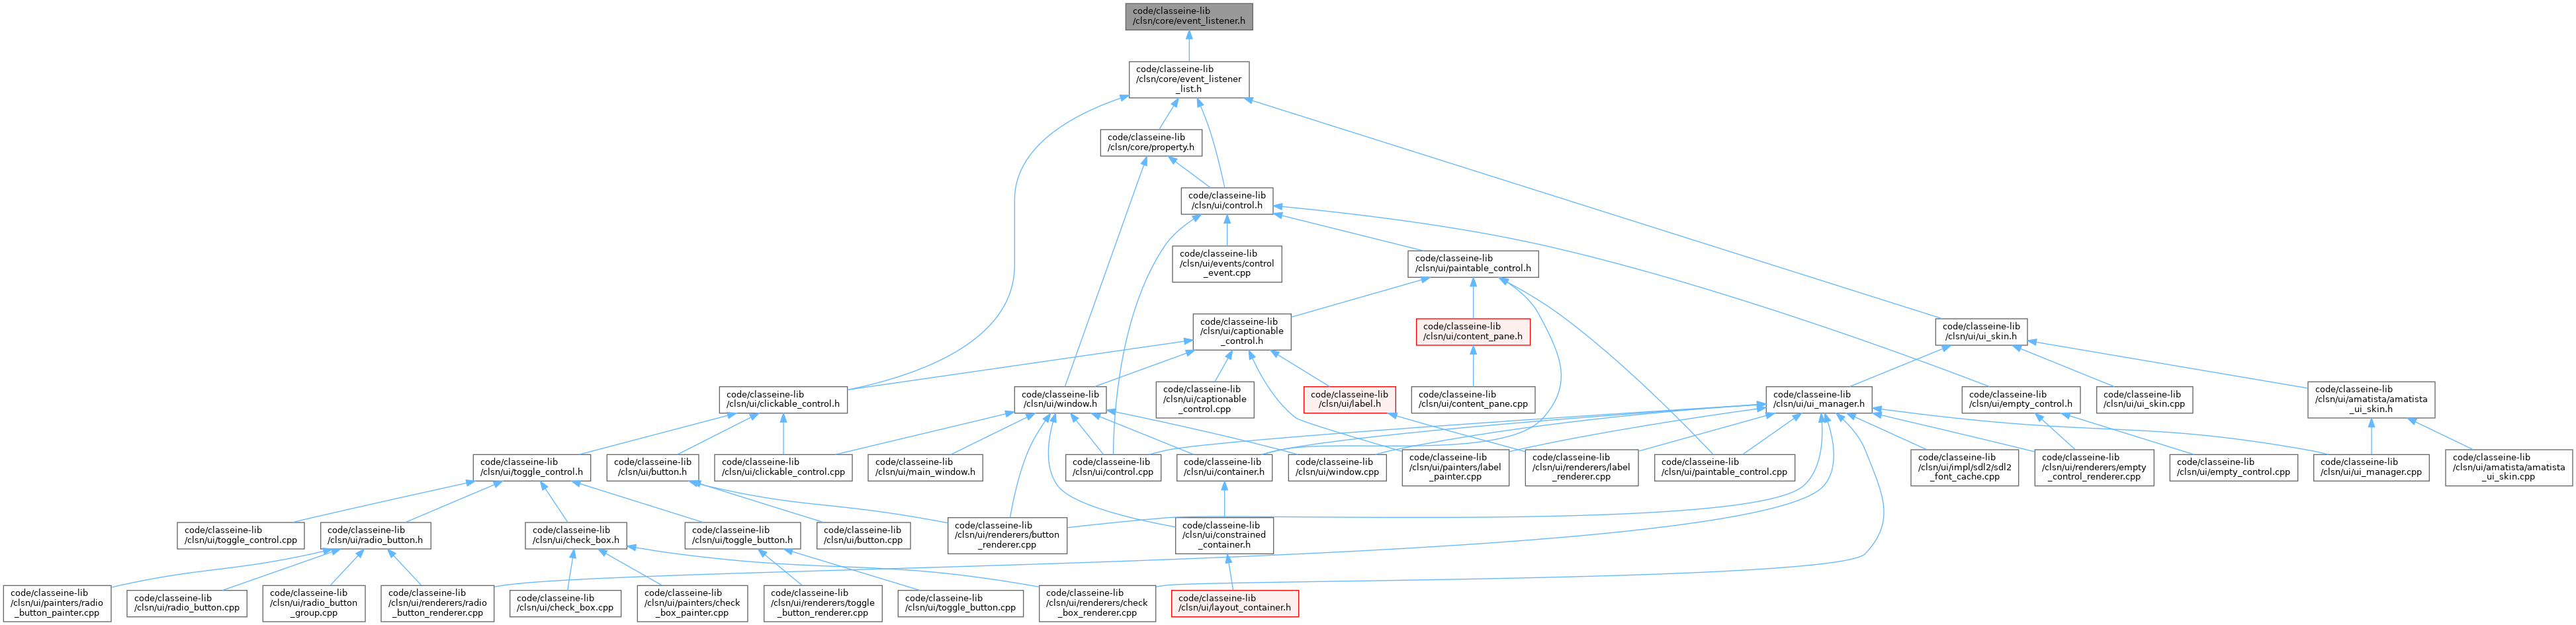 code/classeine-lib
/clsn/core/event_listener.h
code/classeine-lib
/clsn/core/event_listener
_list.h
code/classeine-lib
/clsn/core/property.h
code/classeine-lib
/clsn/ui/control.h
code/classeine-lib
/clsn/ui/events/control
_event.cpp
code/classeine-lib
/clsn/ui/paintable_control.h
code/classeine-lib
/clsn/ui/captionable
_control.h
code/classeine-lib
/clsn/ui/content_pane.h
code/classeine-lib
/clsn/ui/ui_skin.h
code/classeine-lib
/clsn/ui/clickable_control.h
code/classeine-lib
/clsn/ui/window.h
code/classeine-lib
/clsn/ui/captionable
_control.cpp
code/classeine-lib
/clsn/ui/label.h
code/classeine-lib
/clsn/ui/content_pane.cpp
code/classeine-lib
/clsn/ui/ui_manager.h
code/classeine-lib
/clsn/ui/empty_control.h
code/classeine-lib
/clsn/ui/ui_skin.cpp
code/classeine-lib
/clsn/ui/amatista/amatista
_ui_skin.h
code/classeine-lib
/clsn/ui/toggle_control.h
code/classeine-lib
/clsn/ui/button.h
code/classeine-lib
/clsn/ui/clickable_control.cpp
code/classeine-lib
/clsn/ui/main_window.h
code/classeine-lib
/clsn/ui/control.cpp
code/classeine-lib
/clsn/ui/container.h
code/classeine-lib
/clsn/ui/window.cpp
code/classeine-lib
/clsn/ui/painters/label
_painter.cpp
code/classeine-lib
/clsn/ui/renderers/label
_renderer.cpp
code/classeine-lib
/clsn/ui/paintable_control.cpp
code/classeine-lib
/clsn/ui/impl/sdl2/sdl2
_font_cache.cpp
code/classeine-lib
/clsn/ui/renderers/empty
_control_renderer.cpp
code/classeine-lib
/clsn/ui/empty_control.cpp
code/classeine-lib
/clsn/ui/ui_manager.cpp
code/classeine-lib
/clsn/ui/amatista/amatista
_ui_skin.cpp
code/classeine-lib
/clsn/ui/toggle_control.cpp
code/classeine-lib
/clsn/ui/radio_button.h
code/classeine-lib
/clsn/ui/check_box.h
code/classeine-lib
/clsn/ui/toggle_button.h
code/classeine-lib
/clsn/ui/button.cpp
code/classeine-lib
/clsn/ui/renderers/button
_renderer.cpp
code/classeine-lib
/clsn/ui/constrained
_container.h
code/classeine-lib
/clsn/ui/painters/radio
_button_painter.cpp
code/classeine-lib
/clsn/ui/radio_button.cpp
code/classeine-lib
/clsn/ui/radio_button
_group.cpp
code/classeine-lib
/clsn/ui/renderers/radio
_button_renderer.cpp
code/classeine-lib
/clsn/ui/check_box.cpp
code/classeine-lib
/clsn/ui/painters/check
_box_painter.cpp
code/classeine-lib
/clsn/ui/renderers/toggle
_button_renderer.cpp
code/classeine-lib
/clsn/ui/toggle_button.cpp
code/classeine-lib
/clsn/ui/renderers/check
_box_renderer.cpp
code/classeine-lib
/clsn/ui/layout_container.h